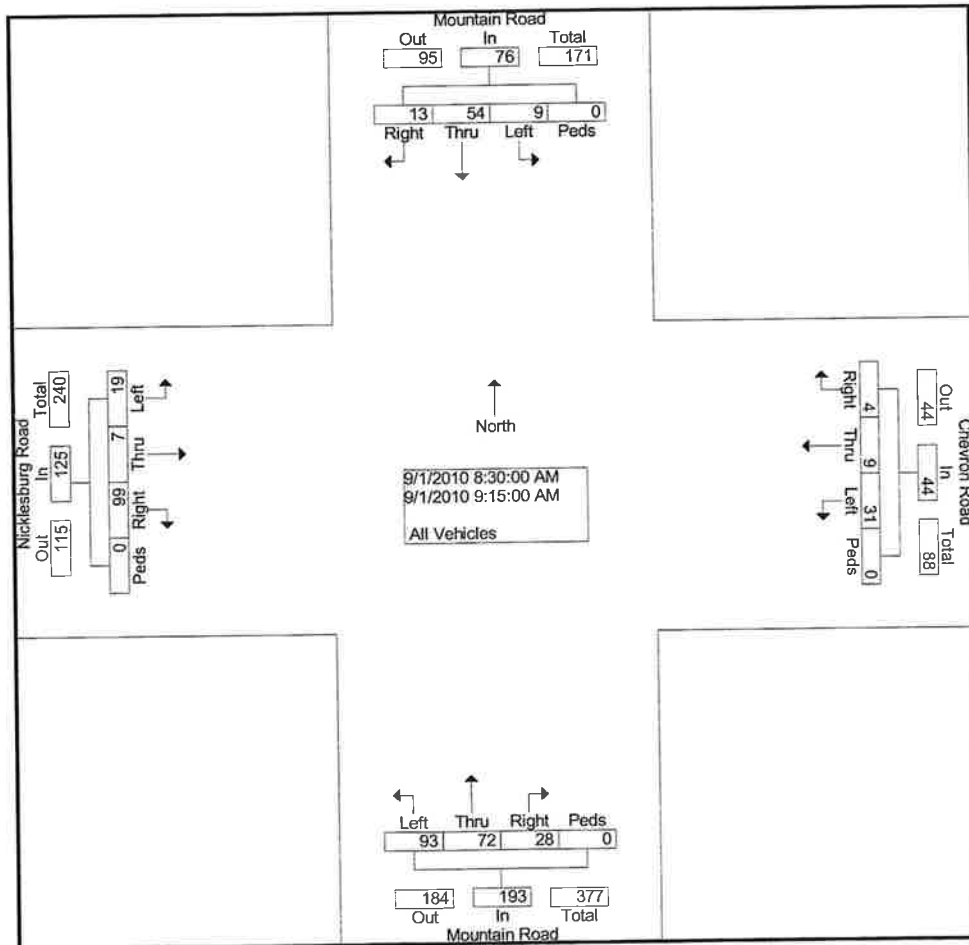 Mountain Road
Out In Total
95 76 171
13 54 9 0
Right Thru Left Peds
Nicklesburg Road
Total In Out
240 125 115
19 7 99 0
Left Thru Right Peds
North
9/1/2010 8:30:00 AM
9/1/2010 9:15:00 AM
All Vehicles
Right Thru Left Peds
4 9 31 0
44 44 88
Out In Total
Chevron Road
Left Thru Right Peds
93 72 28 0
184 193 377
Out In Total
Mountain Road